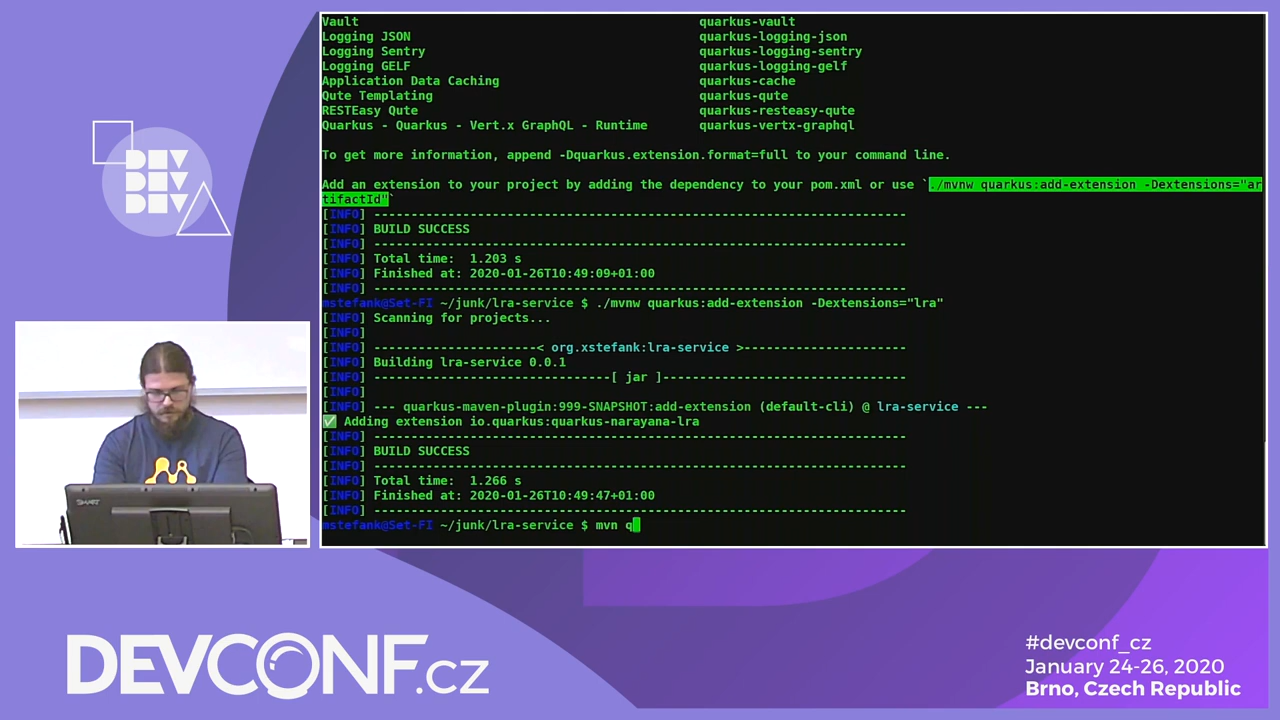 Vault quarkus-vault
Logging JSON quarkus-logging-json
Logging Sentry quarkus-logging-sentry
Logging GELF quarkus-logging-gelf
Application Data Caching quarkus-cache
Qute Templating quarkus-qute
RESTEasy Qute quarkus-resteasy-qute
Quarkus - Quarkus - Vert.x GraphQL - Runtime quarkus-vertx-graphql
To get more information, append -Dquarkus.extension.format=full to your command line.
Add an extension to your project by adding the dependency to your pom.xml or use `./mvnw quarkus:add-extension -Dextensions="ar
tifactId"`
[INFO] ------------------------------------------------------------------------
[INFO] BUILD SUCCESS
[INFO] ------------------------------------------------------------------------
[INFO] Total time:  1.203 s
[INFO] Finished at: 2020-01-26T10:49:09+01:00
[INFO] ------------------------------------------------------------------------
mstefank@Set-FI ~/junk/lra-service $ ./mvnw quarkus:add-extension -Dextensions="lra"
[INFO] Scanning for projects...
[INFO]
[INFO] ----------------------< org.xstefank:lra-service >----------------------
[INFO] Building lra-service 0.0.1
[INFO] --------------------------------[ jar ]---------------------------------
[INFO]
[INFO] --- quarkus-maven-plugin:999-SNAPSHOT:add-extension (default-cli) @ lra-service ---
✅ Adding extension io.quarkus:quarkus-narayana-lra
[INFO] ------------------------------------------------------------------------
[INFO] BUILD SUCCESS
[INFO] ------------------------------------------------------------------------
[INFO] Total time:  1.266 s
[INFO] Finished at: 2020-01-26T10:49:47+01:00
[INFO] ------------------------------------------------------------------------
mstefank@Set-FI ~/junk/lra-service $ mvn q
DEV
DEV
DEV
SMART
DEVCONF.cz
#devconf_cz
January 24-26, 2020
Brno, Czech Republic